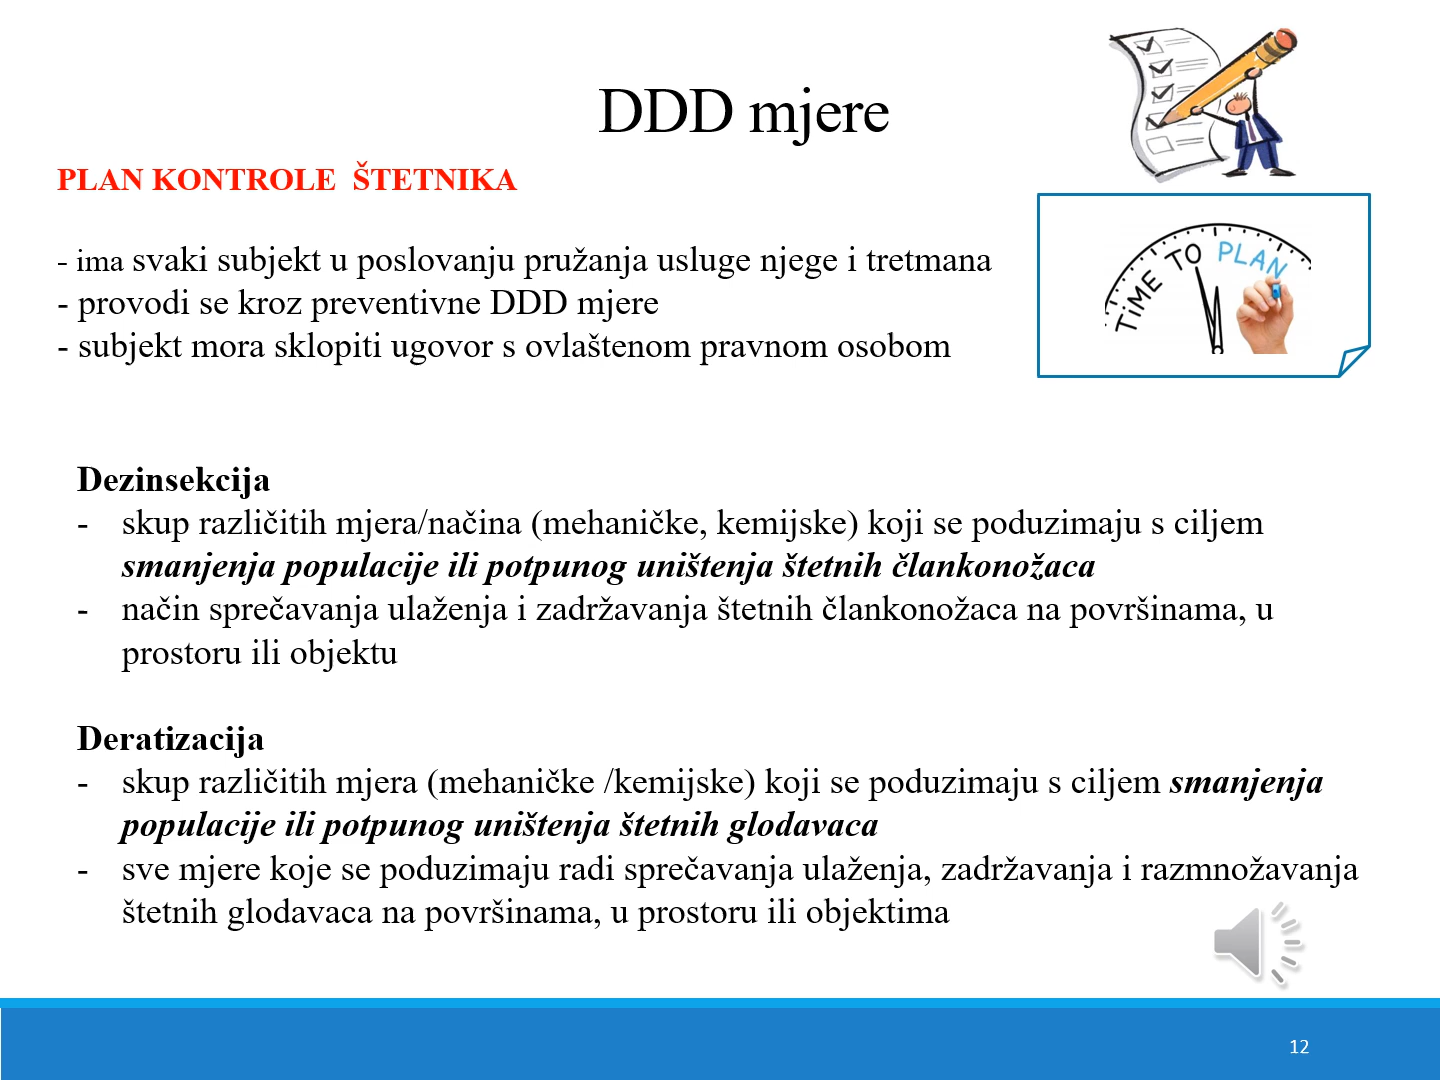 DDD mjere
PLAN KONTROLE ŠTETNIKA
- ima svaki subjekt u poslovanju pružanja usluge njege i tretmana
- provodi se kroz preventivne DDD mjere
- subjekt mora sklopiti ugovor s ovlaštenom pravnom osobom
TIME TO PLAN
Dezinsekcija
- skup različitih mjera/načina (mehaničke, kemijske) koji se poduzimaju s ciljem
smanjenja populacije ili potpunog uništenja štetnih člankonožaca
- način sprečavanja ulaženja i zadržavanja štetnih člankonožaca na površinama, u
prostoru ili objektu
Deratizacija
- skup različitih mjera (mehaničke /kemijske) koji se poduzimaju s ciljem smanjenja
populacije ili potpunog uništenja štetnih glodavaca
- sve mjere koje se poduzimaju radi sprečavanja ulaženja, zadržavanja i razmnožavanja
štetnih glodavaca na površinama, u prostoru ili objektima
12